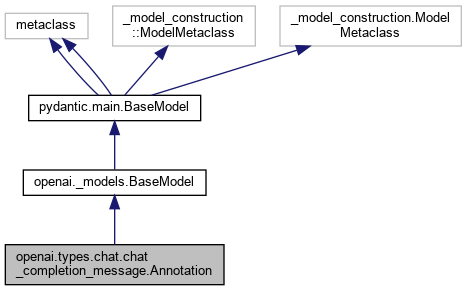 metaclass
_model_construction
::ModelMetaclass
_model_construction.Model
Metaclass
pydantic.main.BaseModel
openai._models.BaseModel
openai.types.chat.chat
_completion_message.Annotation